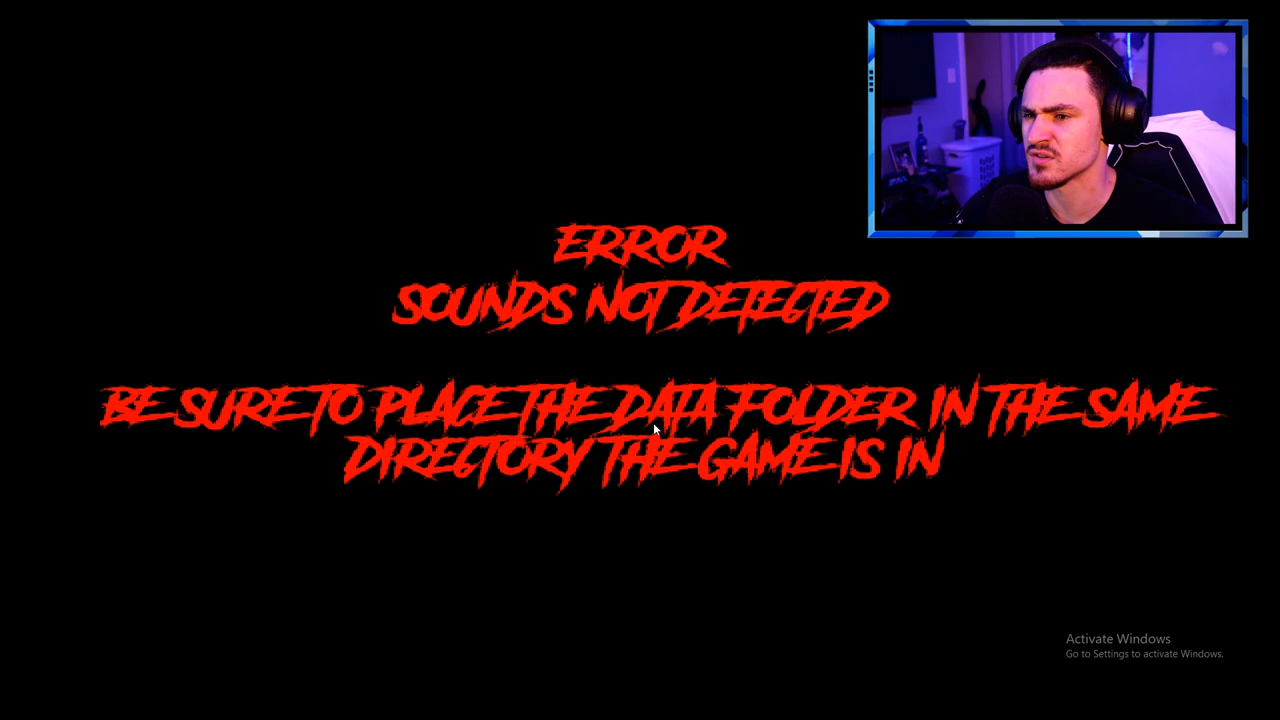 ERROR
SOUNDS NOT DETECTED
BE SURE TO PLACE THE DATA FOLDER IN THE SAME
DIRECTORY THE GAME IS IN
Activate Windows
Go to Settings to activate Windows.